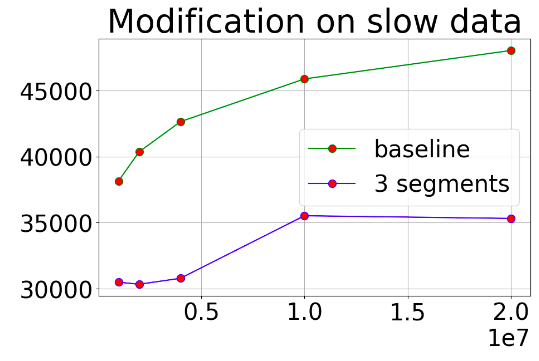 Modification on slow data
45000
40000
35000
30000
baseline
3 segments
0.5 1.0 1.5 2.0
1e7